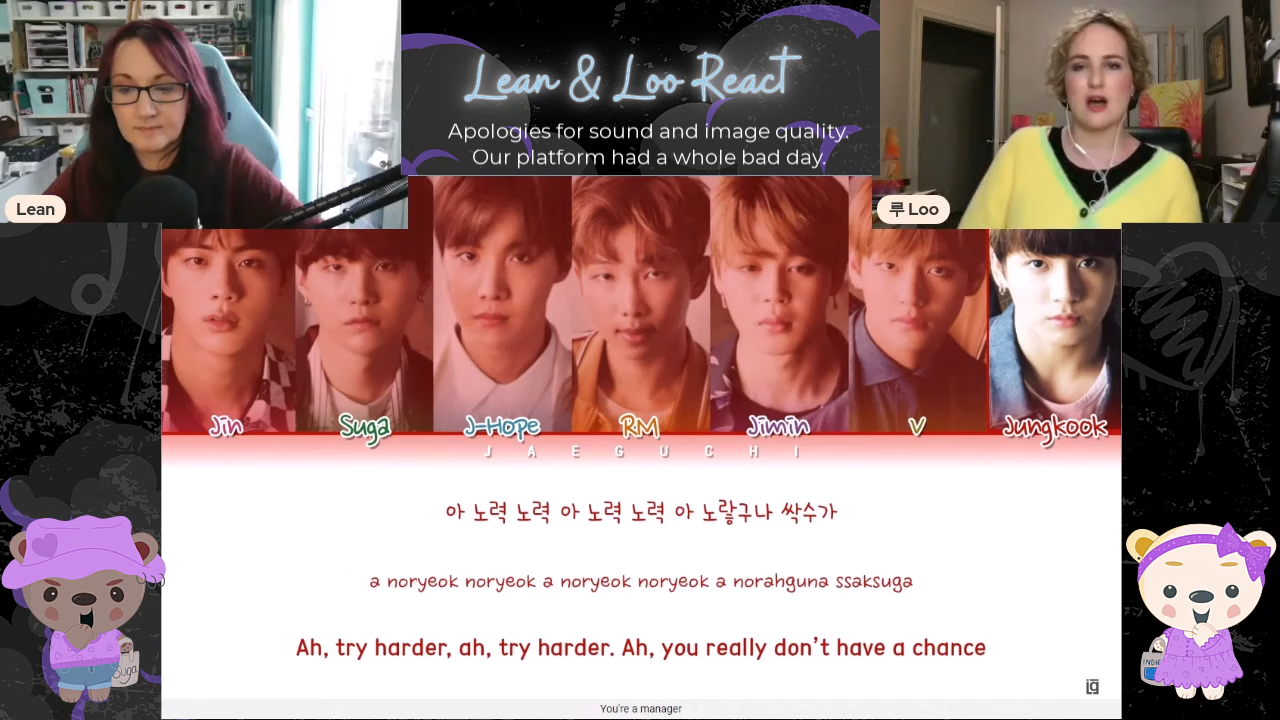 Lean & Loo React
Apologies for sound and image quality.
Our platform had a whole bad day.
Lean
루 Loo
Jin
Suga
J-Hope
RM
Jimin
V
Jungkook
J A E G U C H I
아 노력 노력 아 노력 노력 아 노랗구나 싹수가
a noryeok noryeok a noryeok noryeok a norahguna ssaksuga
Ah, try harder, ah, try harder. Ah, you really don't have a chance
Suga
INDIE
ig
You're a manager